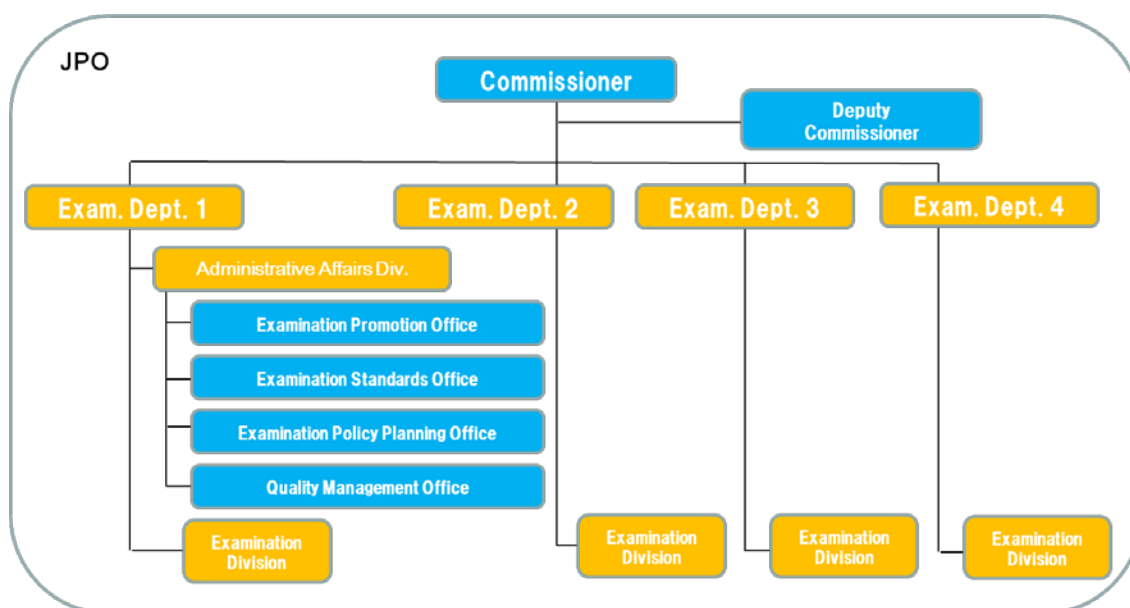 JPO
Commissioner
Deputy
Commissioner
Exam. Dept. 1
Exam. Dept. 2
Exam. Dept. 3
Exam. Dept. 4
Administrative Affairs Div.
Examination Promotion Office
Examination Standards Office
Examination Policy Planning Office
Quality Management Office
Examination
Division
Examination
Division
Examination
Division
Examination
Division